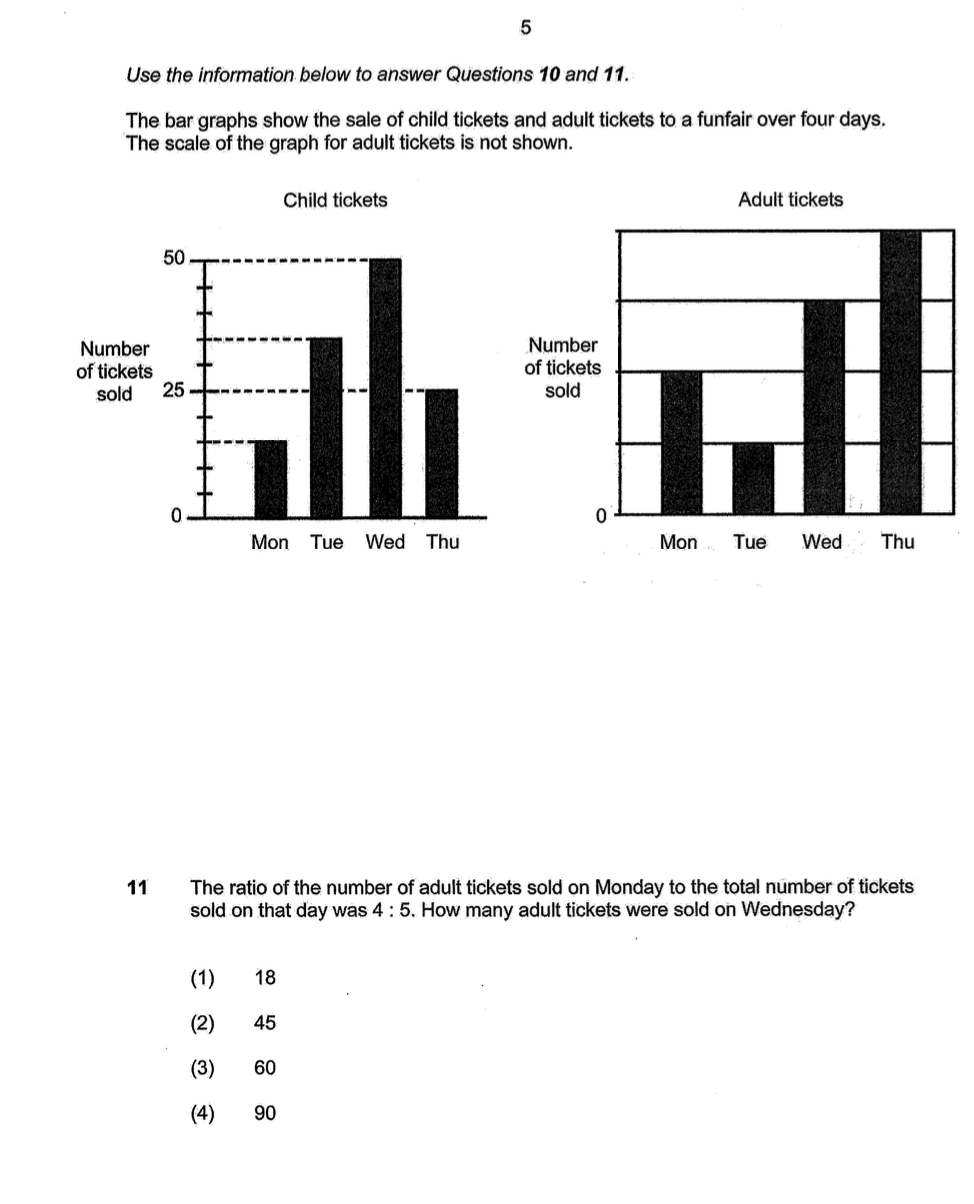 5
Use the information below to answer Questions 10 and 11.
The bar graphs show the sale of child tickets and adult tickets to a funfair over four days.
The scale of the graph for adult tickets is not shown.
Child tickets
50
Number
of tickets
sold
25
0
Mon Tue Wed Thu
Adult tickets
Number
of tickets
sold
0
Mon Tue Wed Thu
11 The ratio of the number of adult tickets sold on Monday to the total number of tickets
sold on that day was 4 : 5. How many adult tickets were sold on Wednesday?
(1) 18
(2) 45
(3) 60
(4) 90